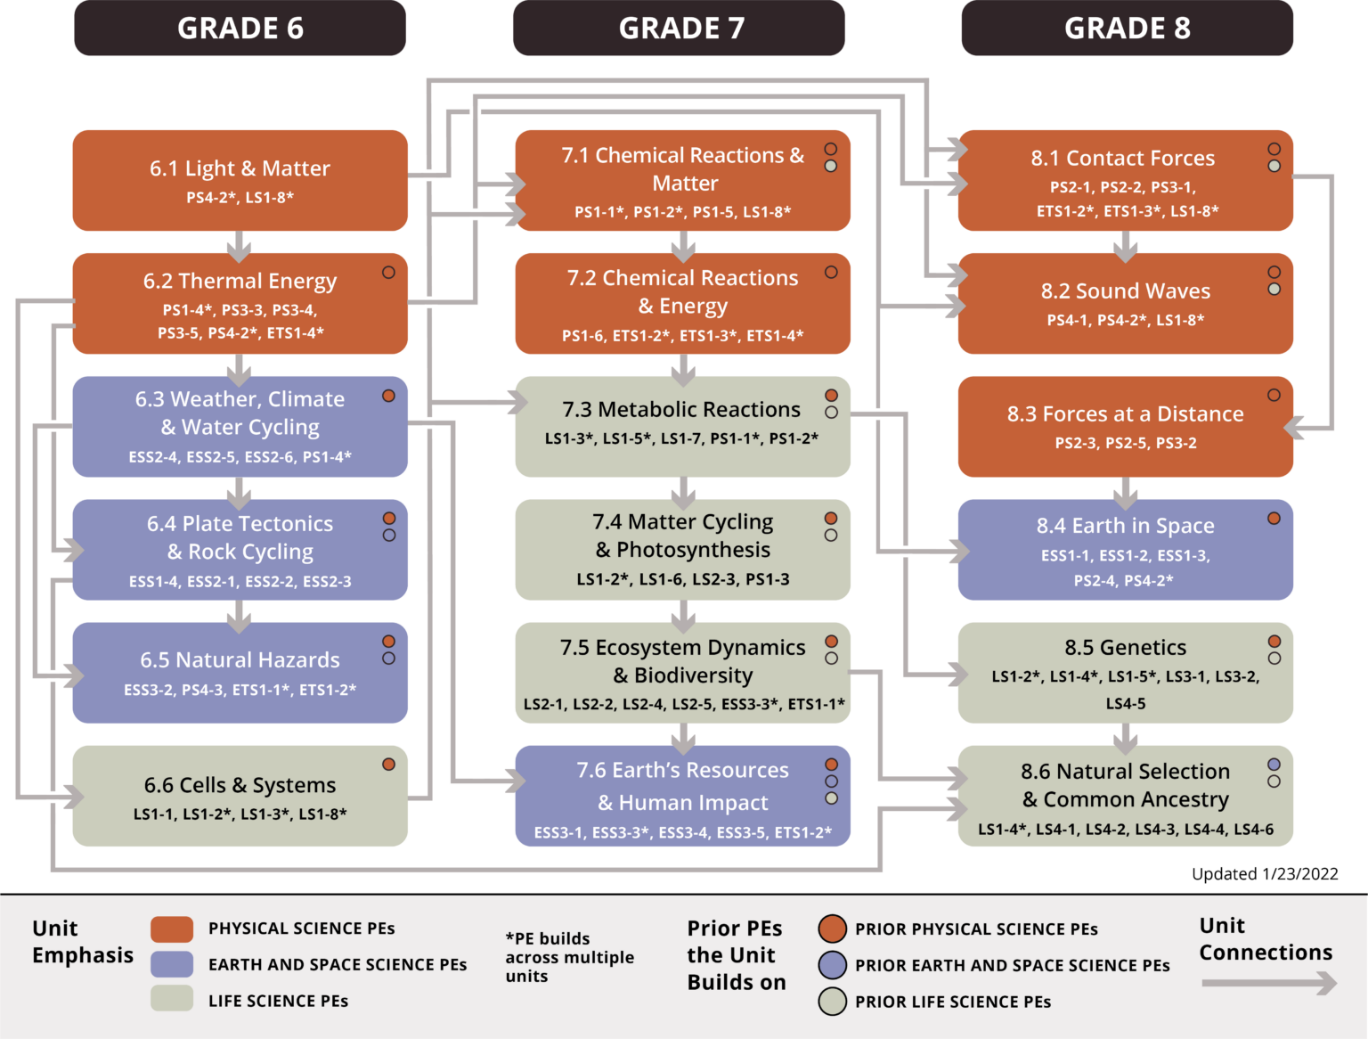 GRADE 6
GRADE 7
GRADE 8
6.1 Light & Matter
PS4-2*, LS1-8*
6.2 Thermal Energy
PS1-4*, PS3-3, PS3-4,
PS3-5, PS4-2*, ETS1-4*
6.3 Weather, Climate
& Water Cycling
ESS2-4, ESS2-5, ESS2-6, PS1-4*
6.4 Plate Tectonics
& Rock Cycling
ESS1-4, ESS2-1, ESS2-2, ESS2-3
6.5 Natural Hazards
ESS3-2, PS4-3, ETS1-1*, ETS1-2*
6.6 Cells & Systems
LS1-1, LS1-2*, LS1-3*, LS1-8*
7.1 Chemical Reactions &
Matter
PS1-1*, PS1-2*, PS1-5, LS1-8*
7.2 Chemical Reactions
& Energy
PS1-6, ETS1-2*, ETS1-3*, ETS1-4*
7.3 Metabolic Reactions
LS1-3*, LS1-5*, LS1-7, PS1-1*, PS1-2*
7.4 Matter Cycling
& Photosynthesis
LS1-2*, LS1-6, LS2-3, PS1-3
7.5 Ecosystem Dynamics
& Biodiversity
LS2-1, LS2-2, LS2-4, LS2-5, ESS3-3*, ETS1-1*
7.6 Earth's Resources
& Human Impact
ESS3-1, ESS3-3*, ESS3-4, ESS3-5, ETS1-2*
8.1 Contact Forces
PS2-1, PS2-2, PS3-1,
ETS1-2*, ETS1-3*, LS1-8*
8.2 Sound Waves
PS4-1, PS4-2*, LS1-8*
8.3 Forces at a Distance
PS2-3, PS2-5, PS3-2
8.4 Earth in Space
ESS1-1, ESS1-2, ESS1-3,
PS2-4, PS4-2*
8.5 Genetics
LS1-2*, LS1-4*, LS1-5*, LS3-1, LS3-2,
LS4-5
8.6 Natural Selection
& Common Ancestry
LS1-4*, LS4-1, LS4-2, LS4-3, LS4-4, LS4-6
Updated 1/23/2022
Unit
Emphasis
PHYSICAL SCIENCE PEs
EARTH AND SPACE SCIENCE PEs
LIFE SCIENCE PEs
*PE builds
across multiple
units
Prior PEs
the Unit
Builds on
PRIOR PHYSICAL SCIENCE PEs
PRIOR EARTH AND SPACE SCIENCE PEs
PRIOR LIFE SCIENCE PEs
Unit
Connections